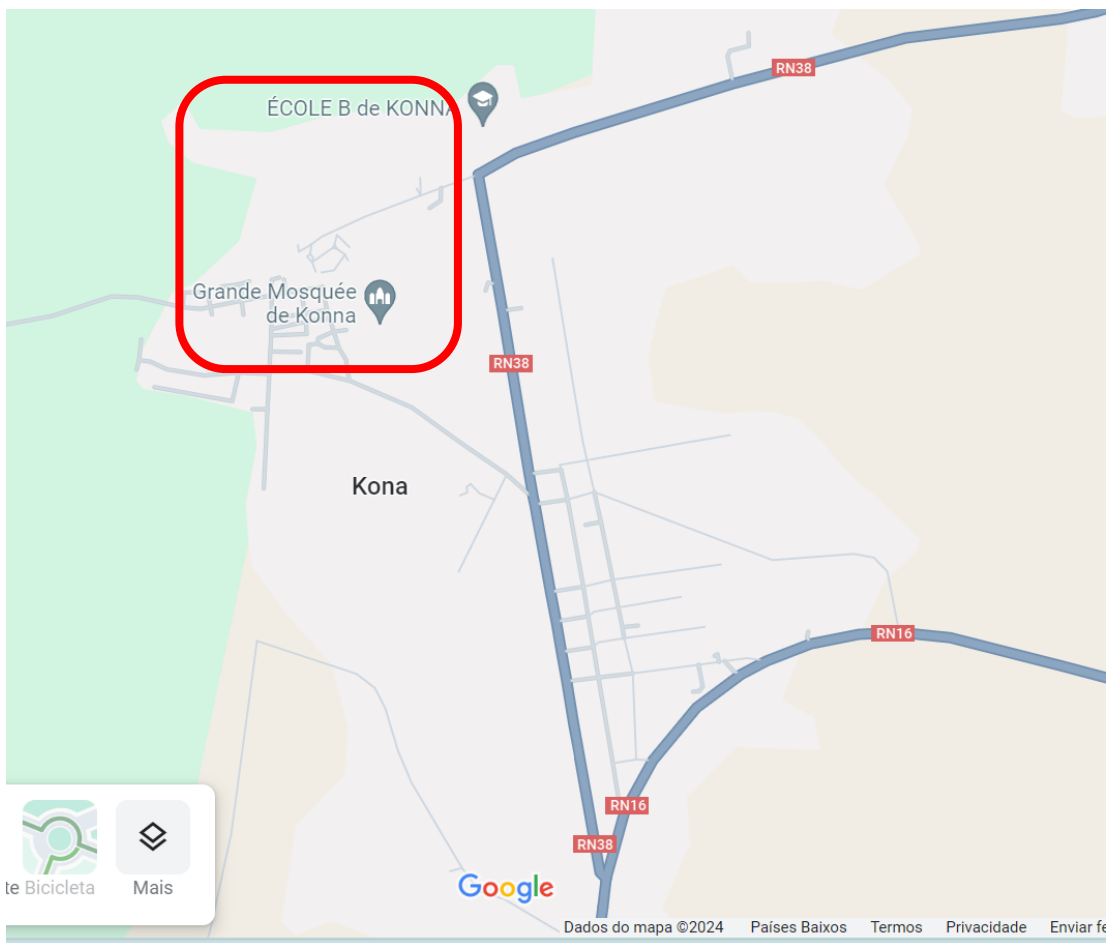 RN38
ÉCOLE B de KONNA
Grande Mosquée
de Konna
RN38
Kona
RN16
RN16
RN38
Bicicleta
Mais
Google
Dados do mapa ©2024 Países Baixos Termos Privacidade Enviar